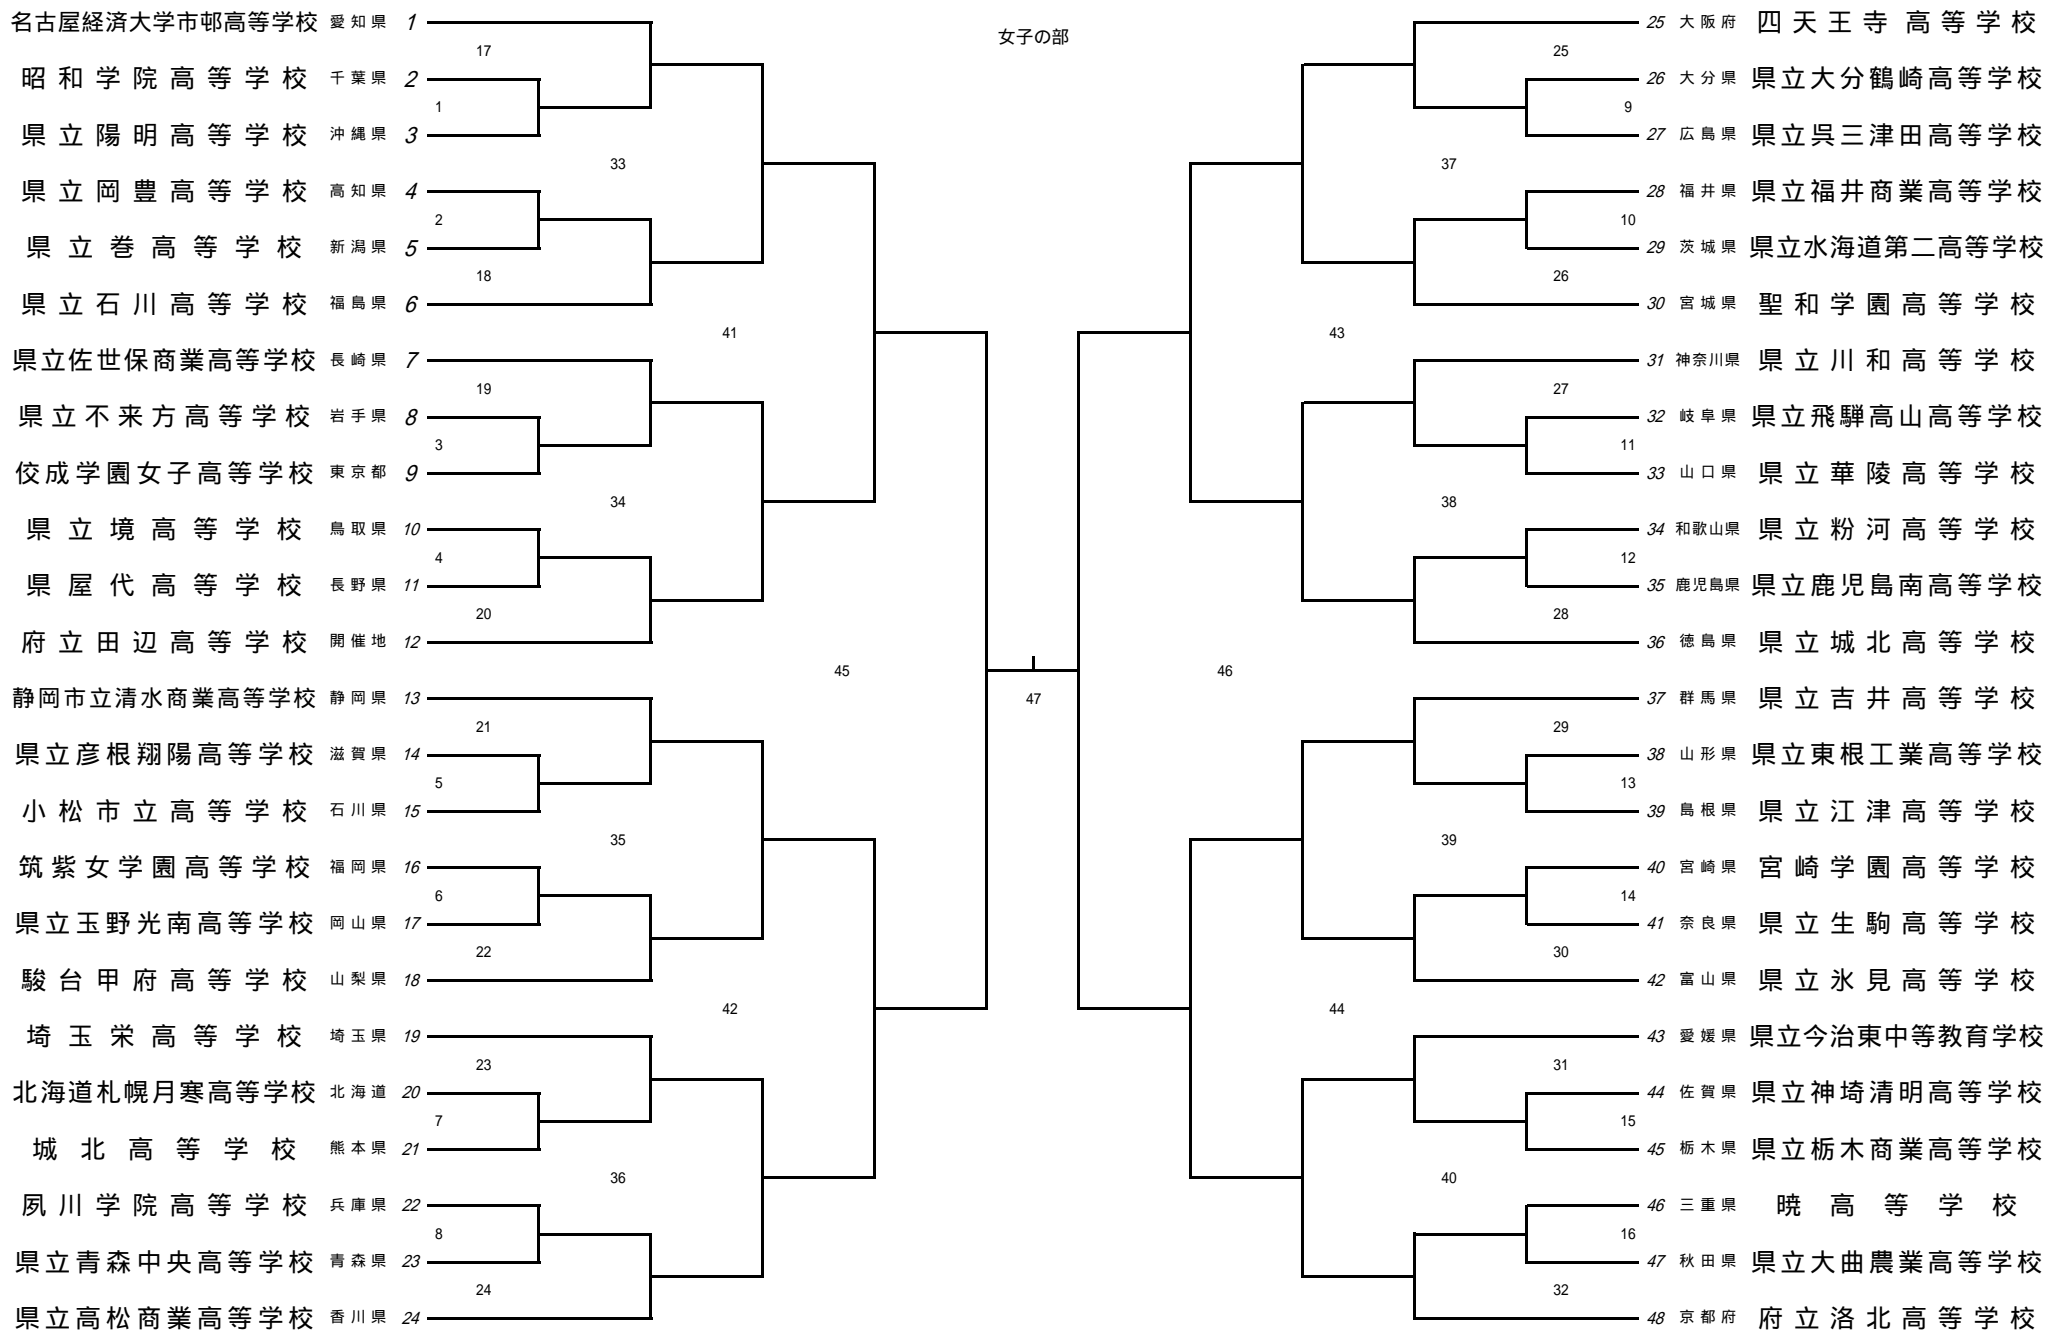 女子の部
名古屋経済大学市邨高等学校 愛知県 1
17
昭和学院高等学校 千葉県 2
1
県立陽明高等学校 沖縄県 3
33
県立岡豊高等学校 高知県 4
2
県立巻高等学校 新潟県 5
18
県立石川高等学校 福島県 6
41
県立佐世保商業高等学校 長崎県 7
19
県立不来方高等学校 岩手県 8
3
佼成学園女子高等学校 東京都 9
34
県立境高等学校 鳥取県 10
4
県屋代高等学校 長野県 11
20
府立田辺高等学校 開催地 12
45
静岡市立清水商業高等学校 静岡県 13
21
県立彦根翔陽高等学校 滋賀県 14
5
小松市立高等学校 石川県 15
35
筑紫女学園高等学校 福岡県 16
6
県立玉野光南高等学校 岡山県 17
22
駿台甲府高等学校 山梨県 18
42
埼玉栄高等学校 埼玉県 19
23
北海道札幌月寒高等学校 北海道 20
7
城北高等学校 熊本県 21
36
夙川学院高等学校 兵庫県 22
8
県立青森中央高等学校 青森県 23
24
県立高松商業高等学校 香川県 24
47
25 大阪府 四天王寺高等学校
25
26 大分県 県立大分鶴崎高等学校
9
27 広島県 県立呉三津田高等学校
37
28 福井県 県立福井商業高等学校
10
29 茨城県 県立水海道第二高等学校
26
30 宮城県 聖和学園高等学校
43
31 神奈川県 県立川和高等学校
27
32 岐阜県 県立飛騨高山高等学校
11
33 山口県 県立華陵高等学校
38
34 和歌山県 県立粉河高等学校
12
35 鹿児島県 県立鹿児島南高等学校
28
36 徳島県 県立城北高等学校
46
37 群馬県 県立吉井高等学校
29
38 山形県 県立東根工業高等学校
13
39 島根県 県立江津高等学校
39
40 宮崎県 宮崎学園高等学校
14
41 奈良県 県立生駒高等学校
30
42 富山県 県立氷見高等学校
44
43 愛媛県 県立今治東中等教育学校
31
44 佐賀県 県立神埼清明高等学校
15
45 栃木県 県立栃木商業高等学校
40
46 三重県 暁高等学校
16
47 秋田県 県立大曲農業高等学校
32
48 京都府 府立洛北高等学校